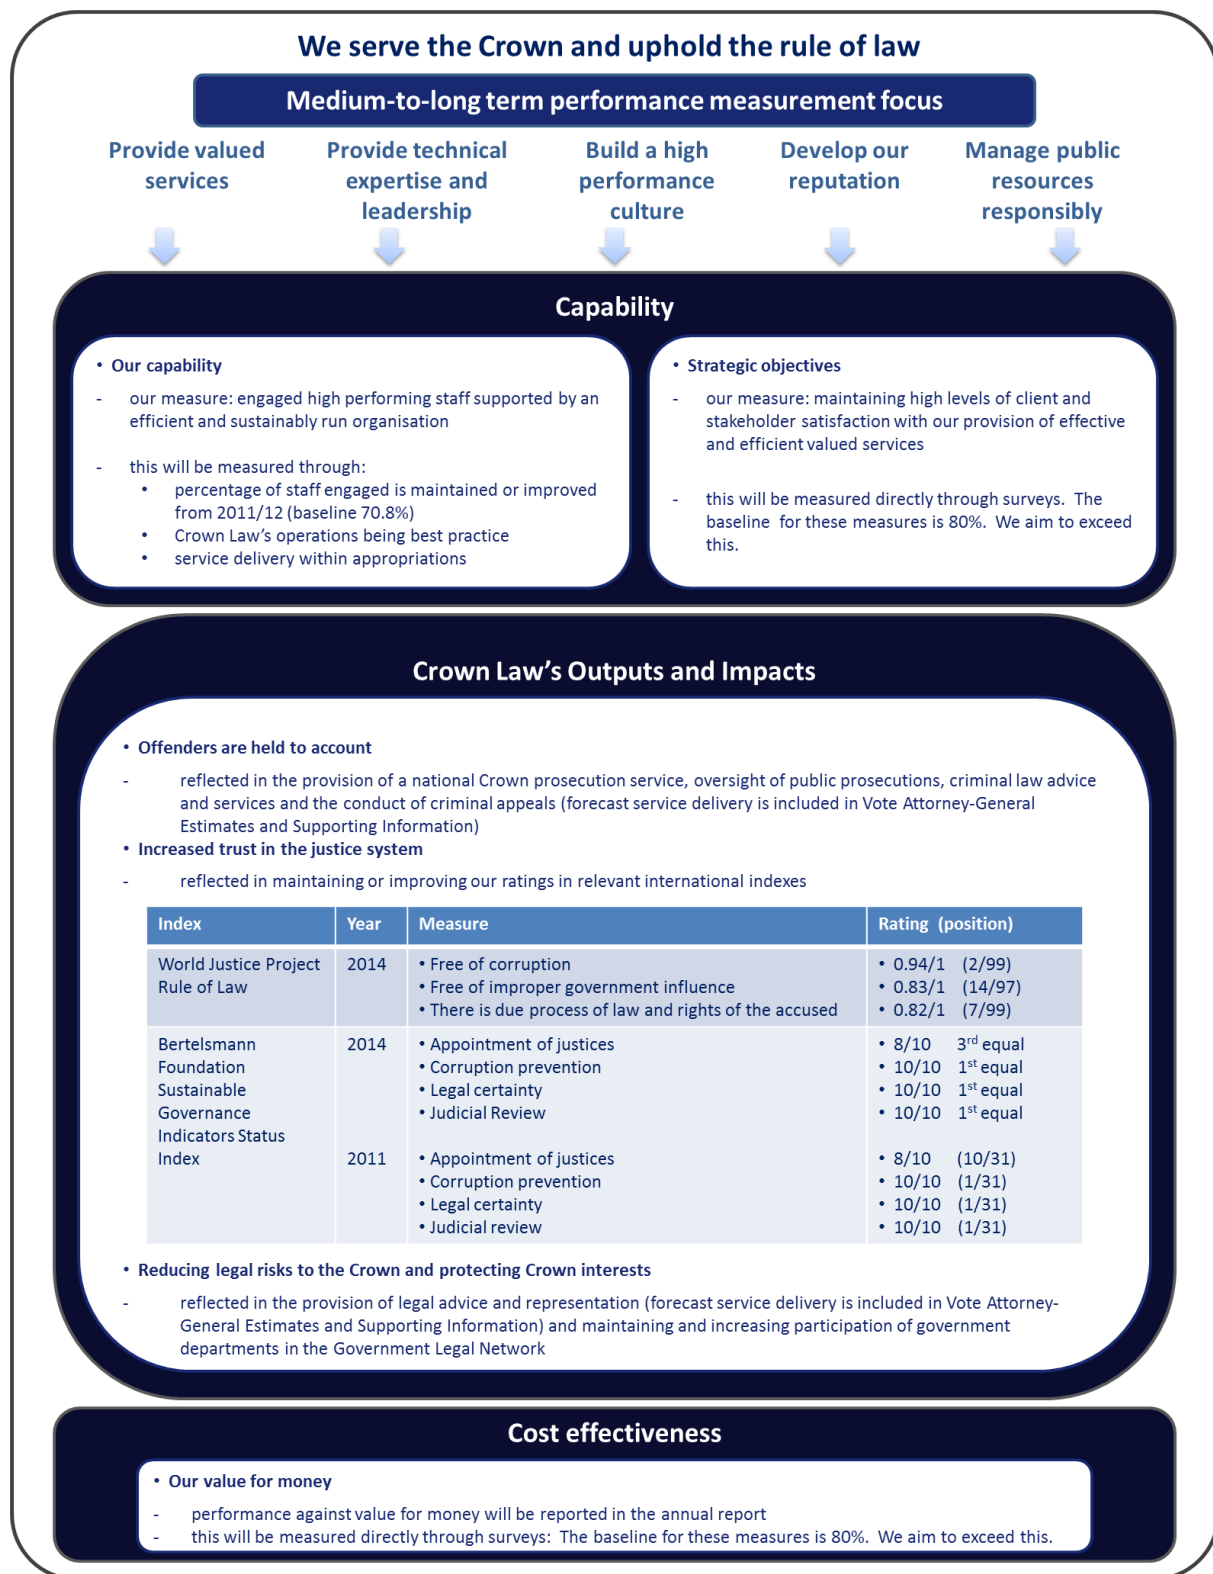 We serve the Crown and uphold the rule of law
Medium-to-long term performance measurement focus
Provide valued
services
Provide technical
expertise and
leadership
Build a high
performance
culture
Develop our
reputation
Manage public
resources
responsibly
Capability
• Our capability
- our measure: engaged high performing staff supported by an
efficient and sustainably run organisation
- this will be measured through:
• percentage of staff engaged is maintained or improved
from 2011/12 (baseline 70.8%)
• Crown Law’s operations being best practice
• service delivery within appropriations
• Strategic objectives
- our measure: maintaining high levels of client and
stakeholder satisfaction with our provision of effective
and efficient valued services
- this will be measured directly through surveys. The
baseline for these measures is 80%. We aim to exceed
this.
Crown Law’s Outputs and Impacts
• Offenders are held to account
- reflected in the provision of a national Crown prosecution service, oversight of public prosecutions, criminal law advice
and services and the conduct of criminal appeals (forecast service delivery is included in Vote Attorney-General
Estimates and Supporting Information)
• Increased trust in the justice system
- reflected in maintaining or improving our ratings in relevant international indexes
Index Year Measure Rating (position)
World Justice Project 2014 • Free of corruption • 0.94/1 (2/99)
Rule of Law • Free of improper government influence • 0.83/1 (14/97)
• There is due process of law and rights of the accused • 0.82/1 (7/99)
Bertelsmann 2014 • Appointment of justices • 8/10 3rd equal
Foundation • Corruption prevention • 10/10 1st equal
Sustainable • Legal certainty • 10/10 1st equal
Governance • Judicial Review • 10/10 1st equal
Indicators Status
Index 2011 • Appointment of justices • 8/10 (10/31)
• Corruption prevention • 10/10 (1/31)
• Legal certainty • 10/10 (1/31)
• Judicial review • 10/10 (1/31)
• Reducing legal risks to the Crown and protecting Crown interests
- reflected in the provision of legal advice and representation (forecast service delivery is included in Vote Attorney-
General Estimates and Supporting Information) and maintaining and increasing participation of government
departments in the Government Legal Network
Cost effectiveness
• Our value for money
- performance against value for money will be reported in the annual report
- this will be measured directly through surveys: The baseline for these measures is 80%. We aim to exceed this.